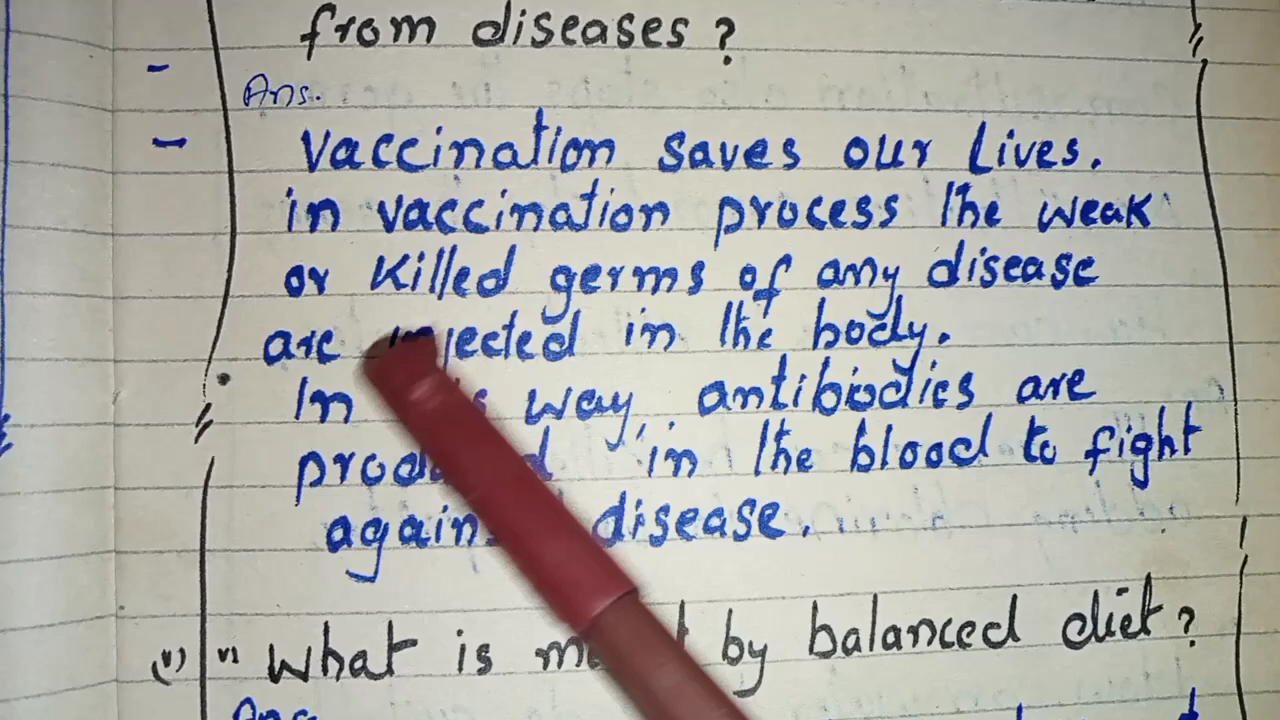 from diseases?
Ans.
Vaccination saves our Lives.
in vaccination process the weak
or killed germs of any disease
are injected in the body.
In way, antibodies are
in the blood to fight
disease.
(v) What is by balanced diet?
Ans